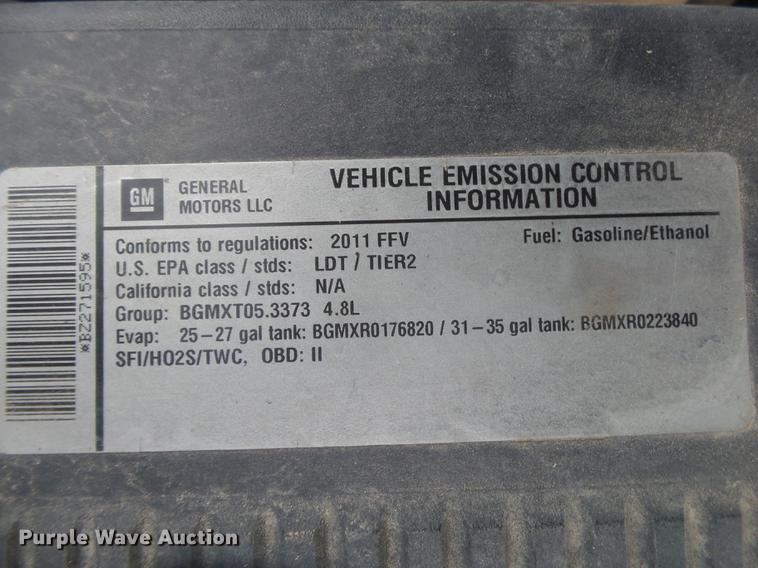 GM
GENERAL
MOTORS LLC
VEHICLE EMISSION CONTROL
INFORMATION
Conforms to regulations: 2011 FFV
Fuel: Gasoline/Ethanol
U.S. EPA class / stds: LDT / TIER2
California class / stds: N/A
Group: BGMXT05.3373 4.8L
Evap: 25-27 gal tank: BGMXR0176820 / 31-35 gal tank: BGMXR0223840
SFI/HO2S/TWC, OBD: II
*BZ271595*
Purple Wave Auction